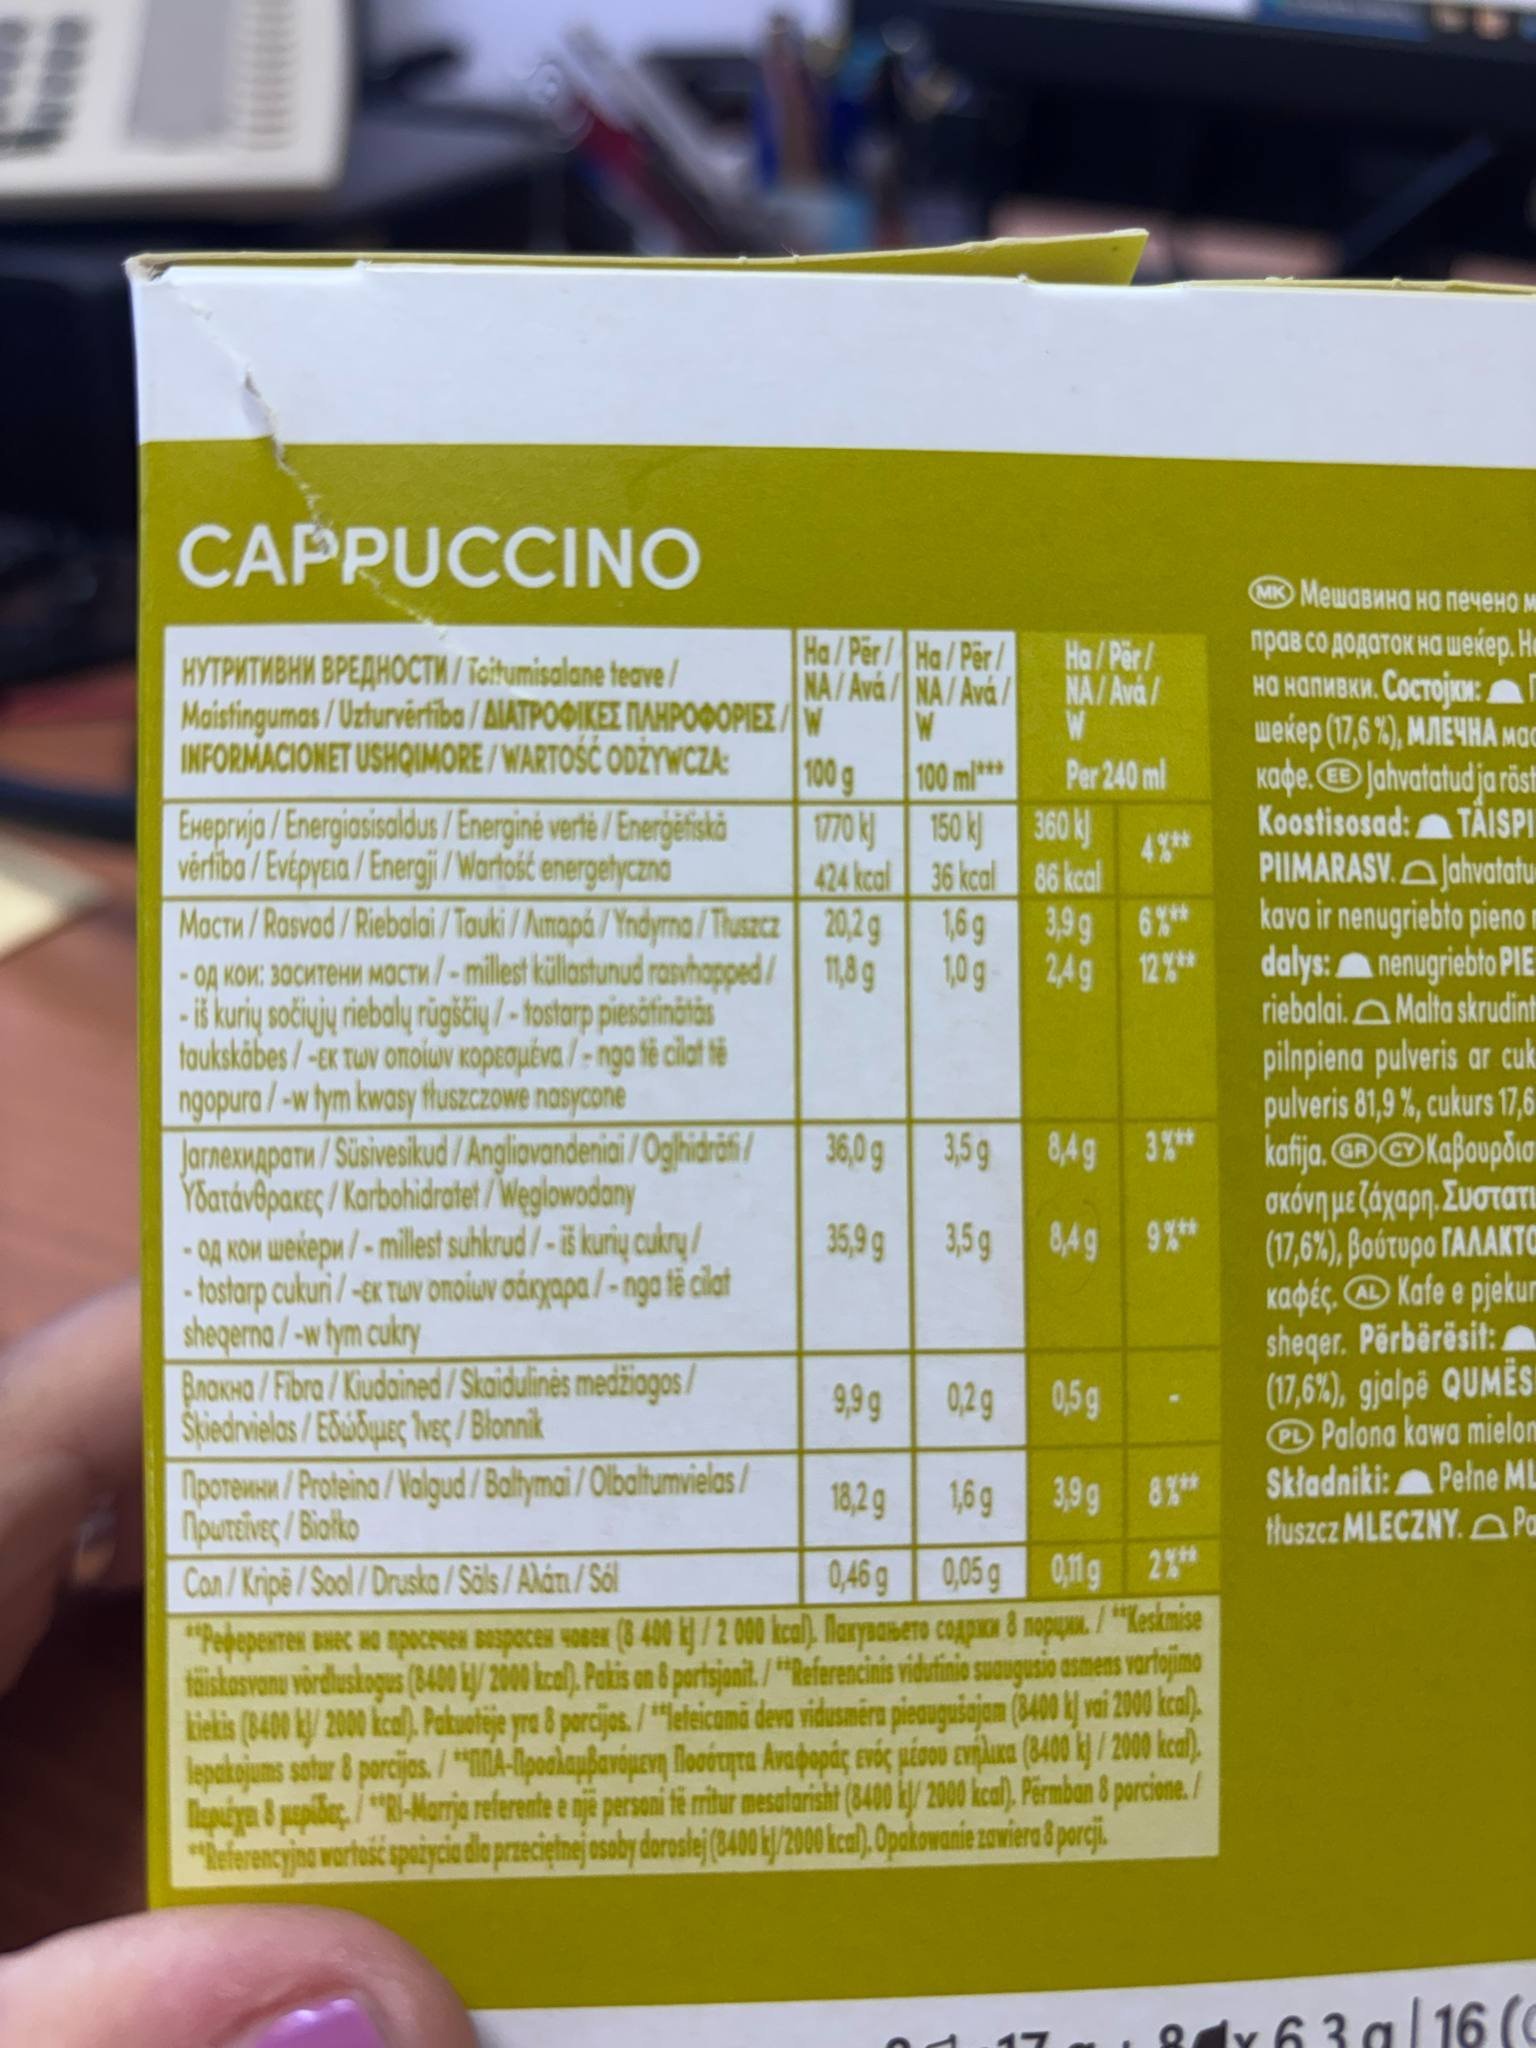 CAPPUCCINO
НУТРИТИВНИ ВРЕДНОСТИ / Toitumisalane teave /
Maistingumas / Uzturvērtība / ΔΙΑΤΡΟΦΙΚΕΣ ΠΛΗΡΟΦΟΡΙΕΣ /
INFORMACIONET USHQIMORE / WARTOŚĆ ODŻYWCZA:
На / Për /
NA / Ανά /
W
100 g
На / Për /
NA / Ανά /
W
100 ml***
На / Për /
NA / Ανά /
W
Per 240 ml
Енергија / Energiasisaldus / Energinė vertė / Enerģētiskā
vērtība / Ενέργεια / Energji / Wartość energetyczna
1770 kJ 150 kJ 360 kJ 4%**
424 kcal 36 kcal 86 kcal
Масти / Rasvad / Riebalai / Tauki / Λιπαρά / Yndyrna / Tłuszcz 20,2 g 1,6 g 3,9 g 6%**
- од кои: заситени масти / - millest küllastunud rasvhapped / 11,8 g 1,0 g 2,4 g 12%**
- iš kurių sočiųjų riebalų rūgščių / - tostarp piesātinātās
taukskābes / -εκ των οποίων κορεσμένα / - nga të cilat të
ngopura / -w tym kwasy tłuszczowe nasycone
Јаглехидрати / Süsivesikud / Angliavandeniai / Ogļhidrāti / 36,0 g 3,5 g 8,4 g 3%**
Υδατάνθρακες / Karbohidratet / Węglowodany
- од кои шеќери / - millest suhkrud / - iš kurių cukrų / 35,9 g 3,5 g 8,4 g 9%**
- tostarp cukuri / -εκ των οποίων σάκχαρα / - nga të cilat
sheqerna / -w tym cukry
Влакна / Fibra / Kiudained / Skaidulinės medžiagos / 9,9 g 0,2 g 0,5 g -
Šķiedrvielas / Εδώδιμες Ίνες / Błonnik
Протеини / Proteina / Valgud / Baltymai / Olbaltumvielas / 18,2 g 1,6 g 3,9 g 8%**
Πρωτεΐνες / Białko
Сол / Kripë / Sool / Druska / Sāls / Αλάτι / Sól 0,46 g 0,05 g 0,11 g 2%**
**Референтен внес на просечен возрасен човек (8 400 kJ / 2 000 kcal). Пакувањето содржи 8 порции. / **Keskmise
täiskasvanu võrdluskogus (8400 kJ/ 2000 kcal). Pakis on 8 portsjonit. / **Referencinis vidutinio suaugusio asmens vartojimo
kiekis (8400 kJ/ 2000 kcal). Pakuotėje yra 8 porcijos. / **Ieteicamā deva vidusmēra pieaugušajam (8400 kJ vai 2000 kcal).
Iepakojums satur 8 porcijas. / **ΠΠΑ-Προσλαμβανόμενη Ποσότητα Αναφοράς ενός μέσου ενήλικα (8400 kJ / 2000 kcal).
Περιέχει 8 μερίδες. / **RI-Marrja referente e një personi të rritur mesatarisht (8400 kJ/ 2000 kcal). Përmban 8 porcione. /
**Referencyjna wartość spożycia dla przeciętnej osoby dorosłej (8400 kJ/2000 kcal). Opakowanie zawiera 8 porcji.
MK Мешавина на печено
прав со додаток на шеќер.
на напивки. Состојки:
шеќер (17,6 %), МЛЕЧНА
кафе. EE Jahvatatud ja
Koostisosad:
PIIMARASV.
kava ir nenugriebto pieno
dalys: nenugriebto
riebalai. Malta
pilnpiena pulveris ar
pulveris 81,9 %, cukurs
kafija. GR CY
σκόνη με ζάχαρη.
(17,6%), βούτυρο
καφές. AL Kafe e
sheqer. Përbërësit:
(17,6%), gjalpë
PL Palona kawa
Składniki: Pełne
tłuszcz MLECZNY.
6,3 g | 16